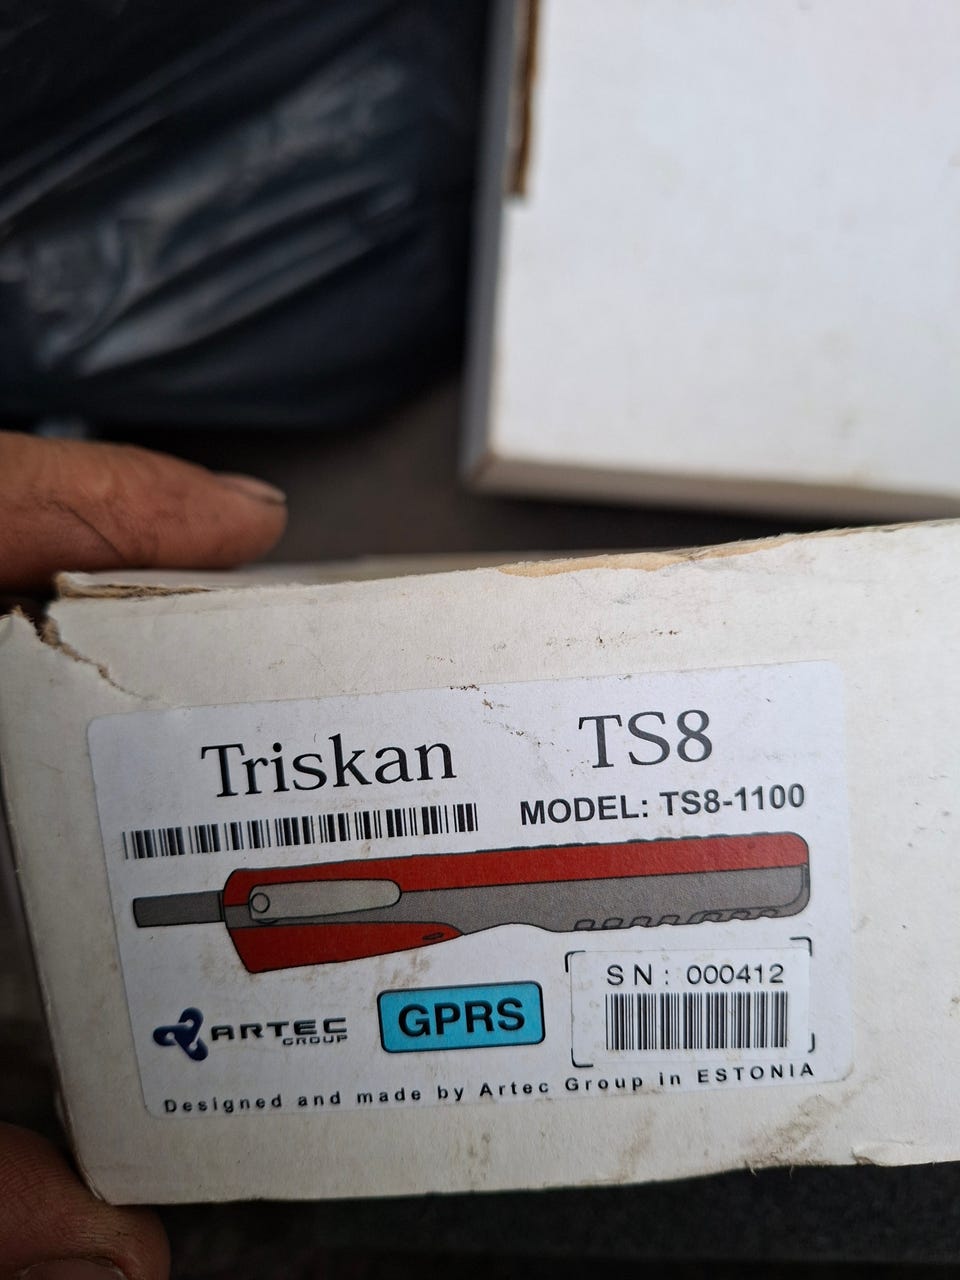 Triskan TS8
MODEL: TS8-1100
SN: 000412
ARTEC
GROUP
GPRS
Designed and made by Artec Group in ESTONIA